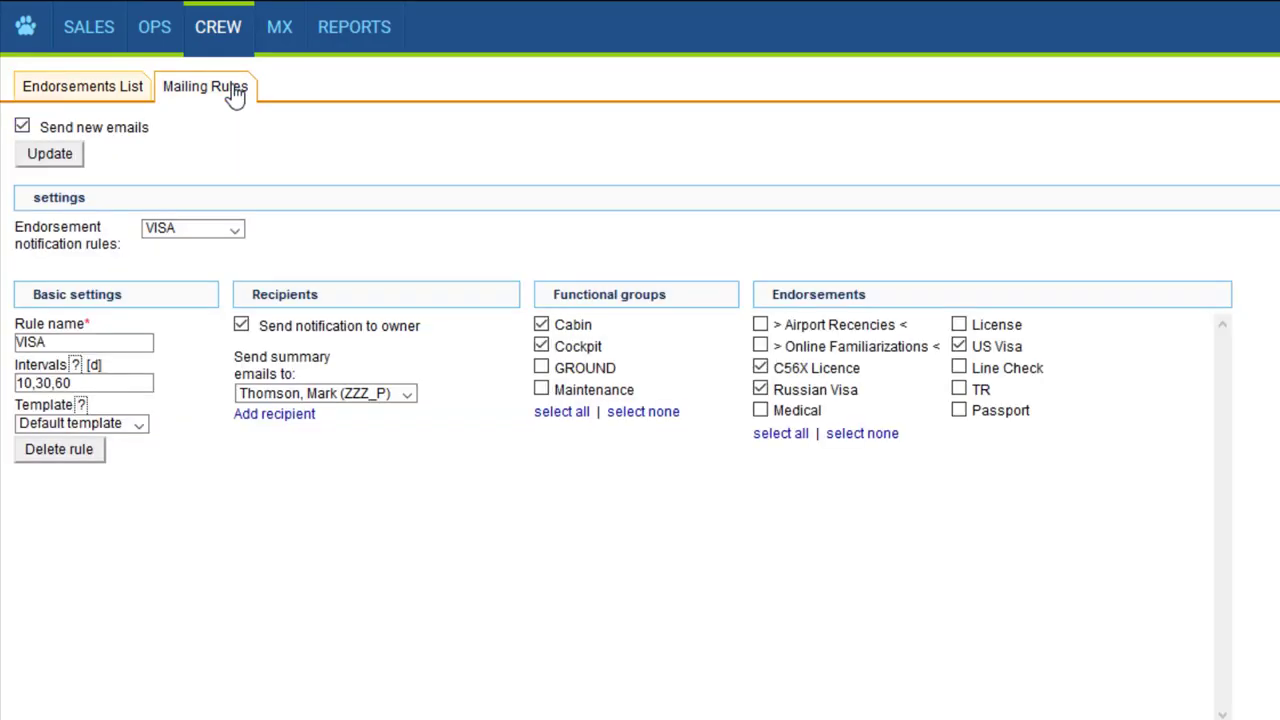 SALES OPS CREW MX REPORTS
Endorsements List Mailing Rules
Send new emails
Update
settings
Endorsement
notification rules:
VISA
Basic settings
Rule name*
VISA
Intervals ? [d]
10,30,60
Template ?
Default template
Delete rule
Recipients
Send notification to owner
Send summary
emails to:
Thomson, Mark (ZZZ_P)
Add recipient
Functional groups
Cabin
Cockpit
GROUND
Maintenance
select all | select none
Endorsements
> Airport Recencies <
> Online Familiarizations <
C56X Licence
Russian Visa
Medical
License
US Visa
Line Check
TR
Passport
select all | select none